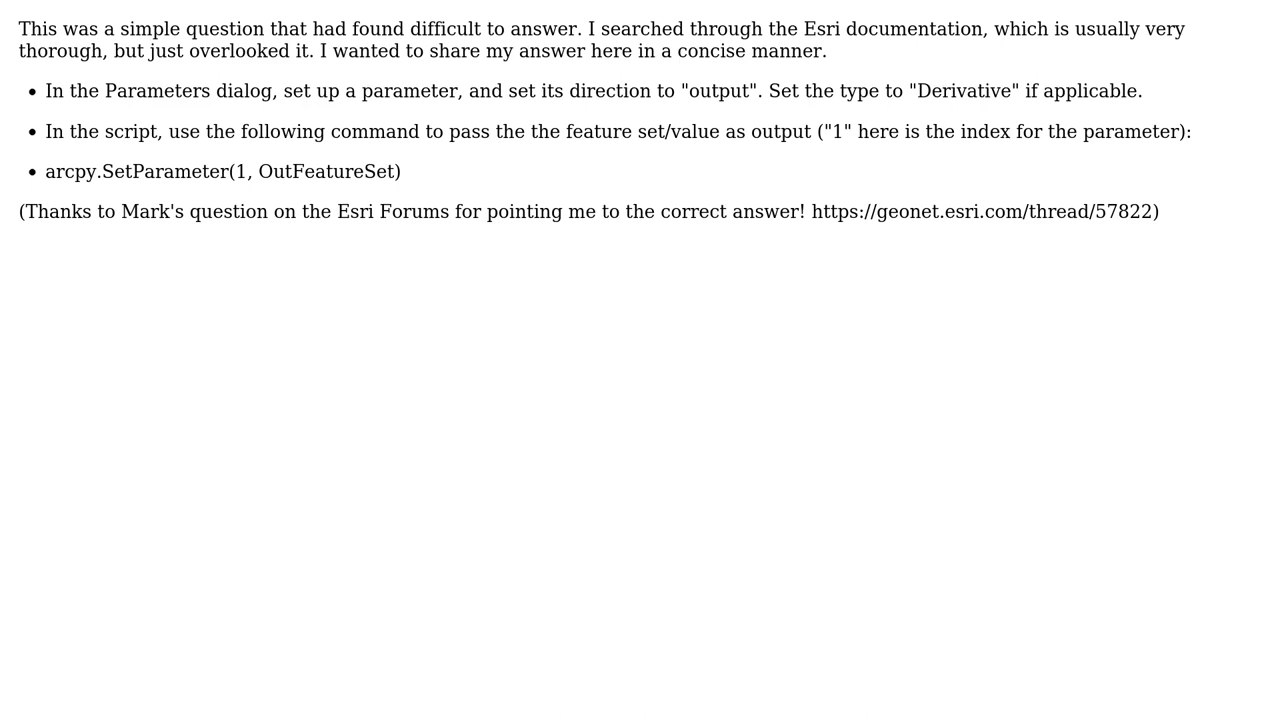 This was a simple question that had found difficult to answer. I searched through the Esri documentation, which is usually very
thorough, but just overlooked it. I wanted to share my answer here in a concise manner.
• In the Parameters dialog, set up a parameter, and set its direction to "output". Set the type to "Derivative" if applicable.
• In the script, use the following command to pass the the feature set/value as output ("1" here is the index for the parameter):
• arcpy.SetParameter(1, OutFeatureSet)
(Thanks to Mark's question on the Esri Forums for pointing me to the correct answer! https://geonet.esri.com/thread/57822)